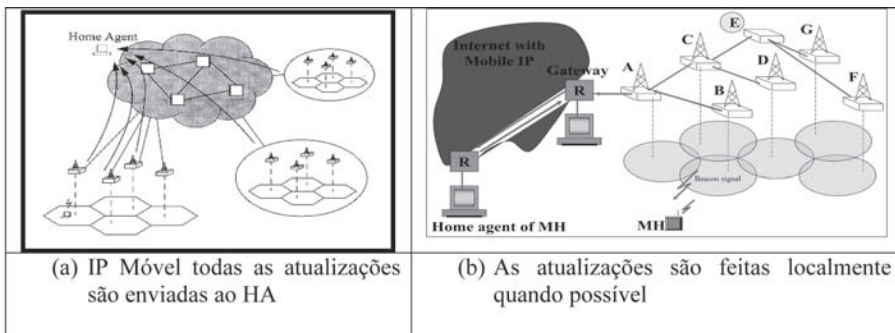 Home Agent
Internet with
Mobile IP
Gateway
R
R
Home agent of MH
A
B
C
D
E
F
G
Beacon signal
MH
(a) IP Móvel todas as atualizações
são enviadas ao HA
(b) As atualizações são feitas localmente
quando possível